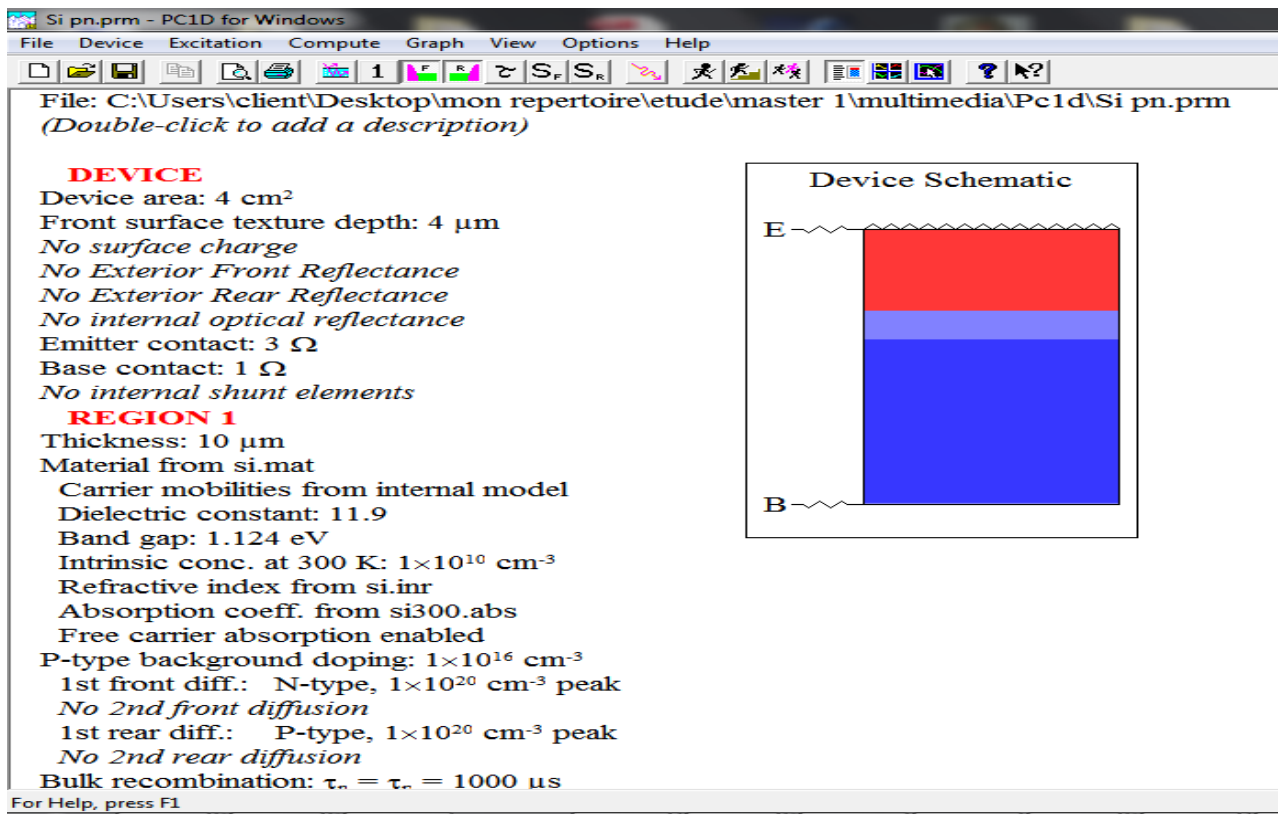 Si pn.prm - PC1D for Windows
File Device Excitation Compute Graph View Options Help
1 F R τ SF SR
File: C:\Users\client\Desktop\mon repertoire\etude\master 1\multimedia\Pc1d\Si pn.prm
(Double-click to add a description)
DEVICE
Device area: 4 cm²
Front surface texture depth: 4 µm
No surface charge
No Exterior Front Reflectance
No Exterior Rear Reflectance
No internal optical reflectance
Emitter contact: 3 Ω
Base contact: 1 Ω
No internal shunt elements
REGION 1
Thickness: 10 µm
Material from si.mat
Carrier mobilities from internal model
Dielectric constant: 11.9
Band gap: 1.124 eV
Intrinsic conc. at 300 K: 1×10¹⁰ cm⁻³
Refractive index from si.inr
Absorption coeff. from si300.abs
Free carrier absorption enabled
P-type background doping: 1×10¹⁶ cm⁻³
1st front diff.: N-type, 1×10²⁰ cm⁻³ peak
No 2nd front diffusion
1st rear diff.: P-type, 1×10²⁰ cm⁻³ peak
No 2nd rear diffusion
Bulk recombination: τ = τ = 1000 µs
For Help, press F1
Device Schematic
E
B